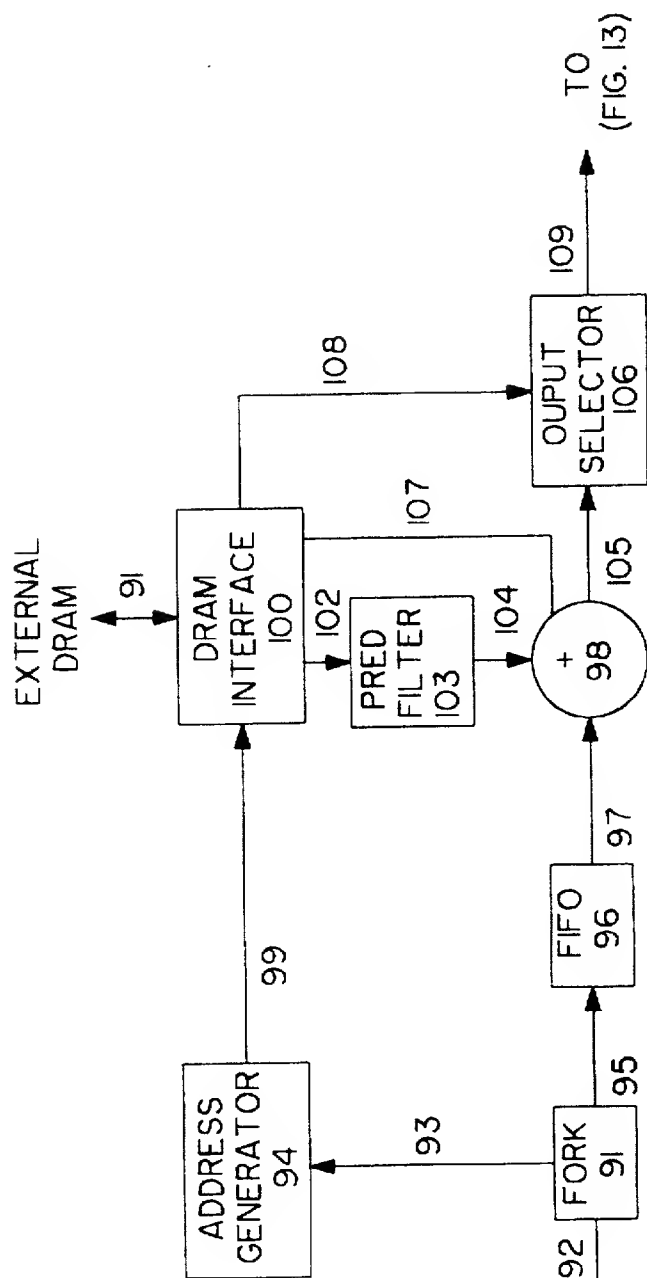 EXTERNAL
DRAM
91
DRAM
INTERFACE
100
108
107
102
PRED
FILTER
103
104
ADDRESS
GENERATOR
94
99
93
92
FORK
91
95
FIFO
96
97
+
98
105
OUPUT
SELECTOR
106
109
TO
(FIG. 13)